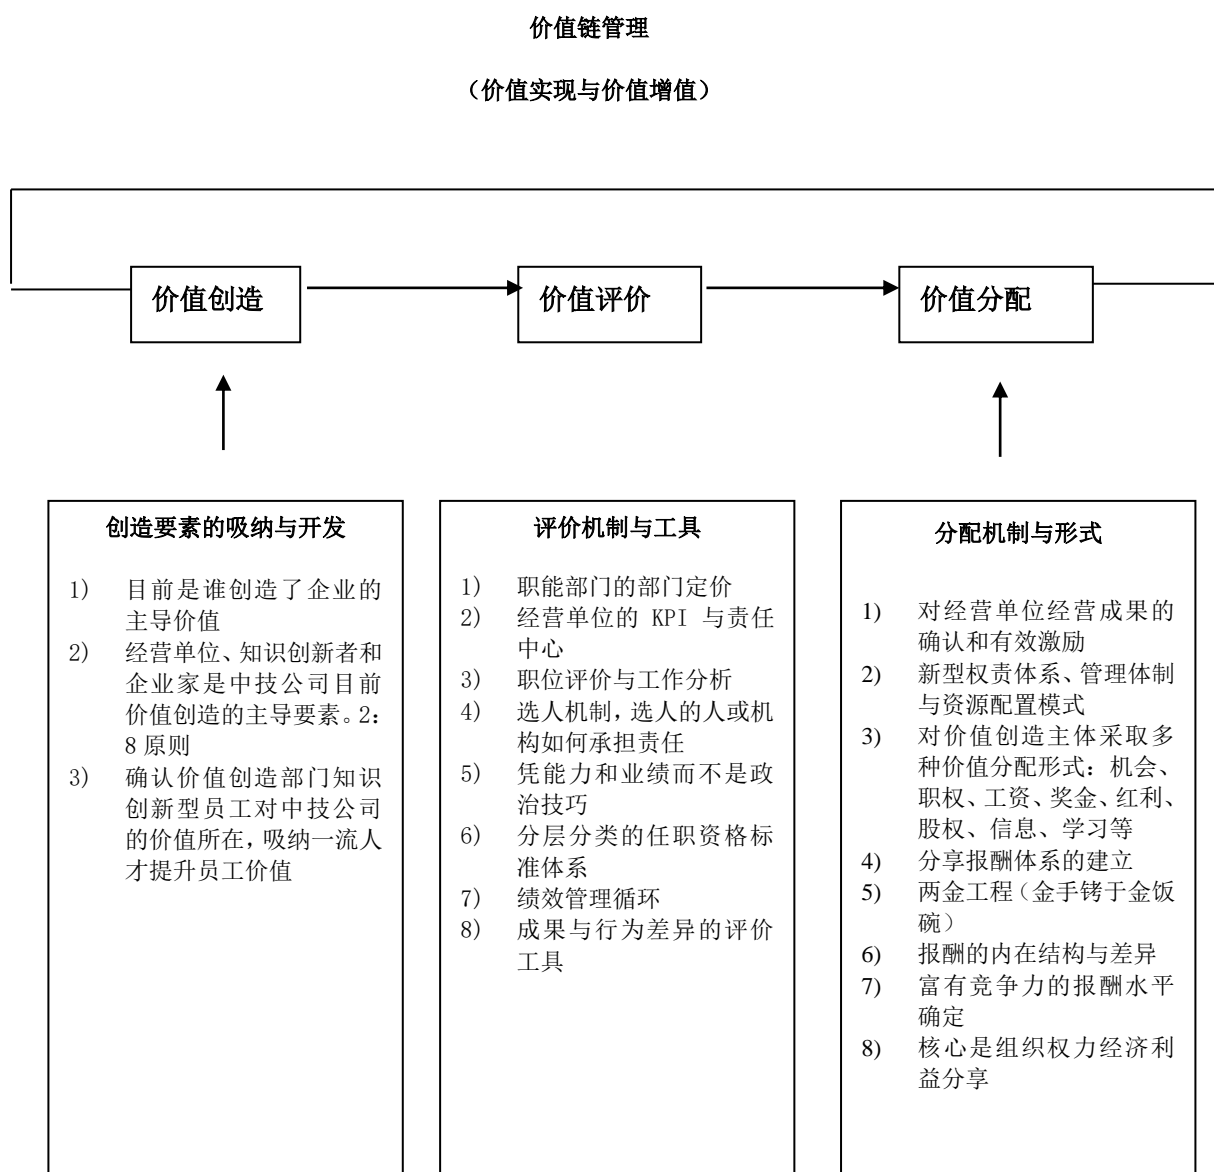 价值链管理
（价值实现与价值增值）
价值创造
价值评价
价值分配
创造要素的吸纳与开发
1) 目前是谁创造了企业的
主导价值
2) 经营单位、知识创新者和
企业家是中技公司目前
价值创造的主导要素。2:
8 原则
3) 确认价值创造部门知识
创新型员工对中技公司
的价值所在，吸纳一流人
才提升员工价值
评价机制与工具
1) 职能部门的部门定价
2) 经营单位的 KPI 与责任
中心
3) 职位评价与工作分析
4) 选人机制，选人的人或机
构如何承担责任
5) 凭能力和业绩而不是政
治技巧
6) 分层分类的任职资格标
准体系
7) 绩效管理循环
8) 成果与行为差异的评价
工具
分配机制与形式
1) 对经营单位经营成果的
确认和有效激励
2) 新型权责体系、管理体制
与资源配置模式
3) 对价值创造主体采取多
种价值分配形式：机会、
职权、工资、奖金、红利、
股权、信息、学习等
4) 分享报酬体系的建立
5) 两金工程（金手铐于金饭
碗）
6) 报酬的内在结构与差异
7) 富有竞争力的报酬水平
确定
8) 核心是组织权力经济利
益分享